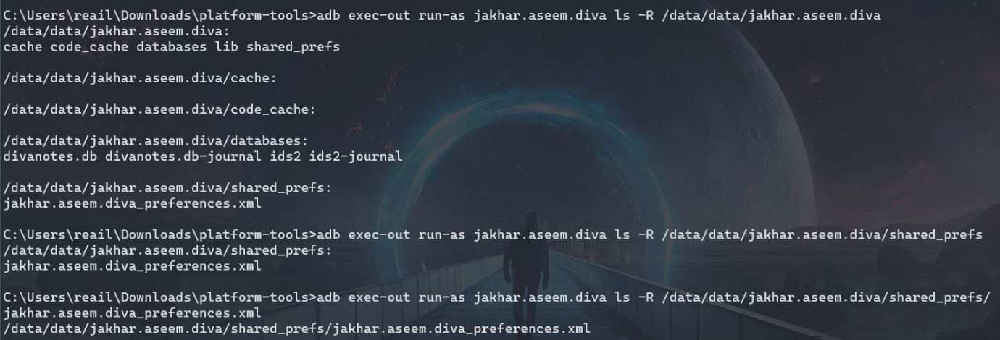 C:\Users\reail\Downloads\platform-tools>adb exec-out run-as jakhar.aseem.diva ls -R /data/data/jakhar.aseem.diva
/data/data/jakhar.aseem.diva:
cache code_cache databases lib shared_prefs
/data/data/jakhar.aseem.diva/cache:
/data/data/jakhar.aseem.diva/code_cache:
/data/data/jakhar.aseem.diva/databases:
divanotes.db divanotes.db-journal ids2 ids2-journal
/data/data/jakhar.aseem.diva/shared_prefs:
jakhar.aseem.diva_preferences.xml
C:\Users\reail\Downloads\platform-tools>adb exec-out run-as jakhar.aseem.diva ls -R /data/data/jakhar.aseem.diva/shared_prefs
/data/data/jakhar.aseem.diva/shared_prefs:
jakhar.aseem.diva_preferences.xml
C:\Users\reail\Downloads\platform-tools>adb exec-out run-as jakhar.aseem.diva ls -R /data/data/jakhar.aseem.diva/shared_prefs/
jakhar.aseem.diva_preferences.xml
/data/data/jakhar.aseem.diva/shared_prefs/jakhar.aseem.diva_preferences.xml